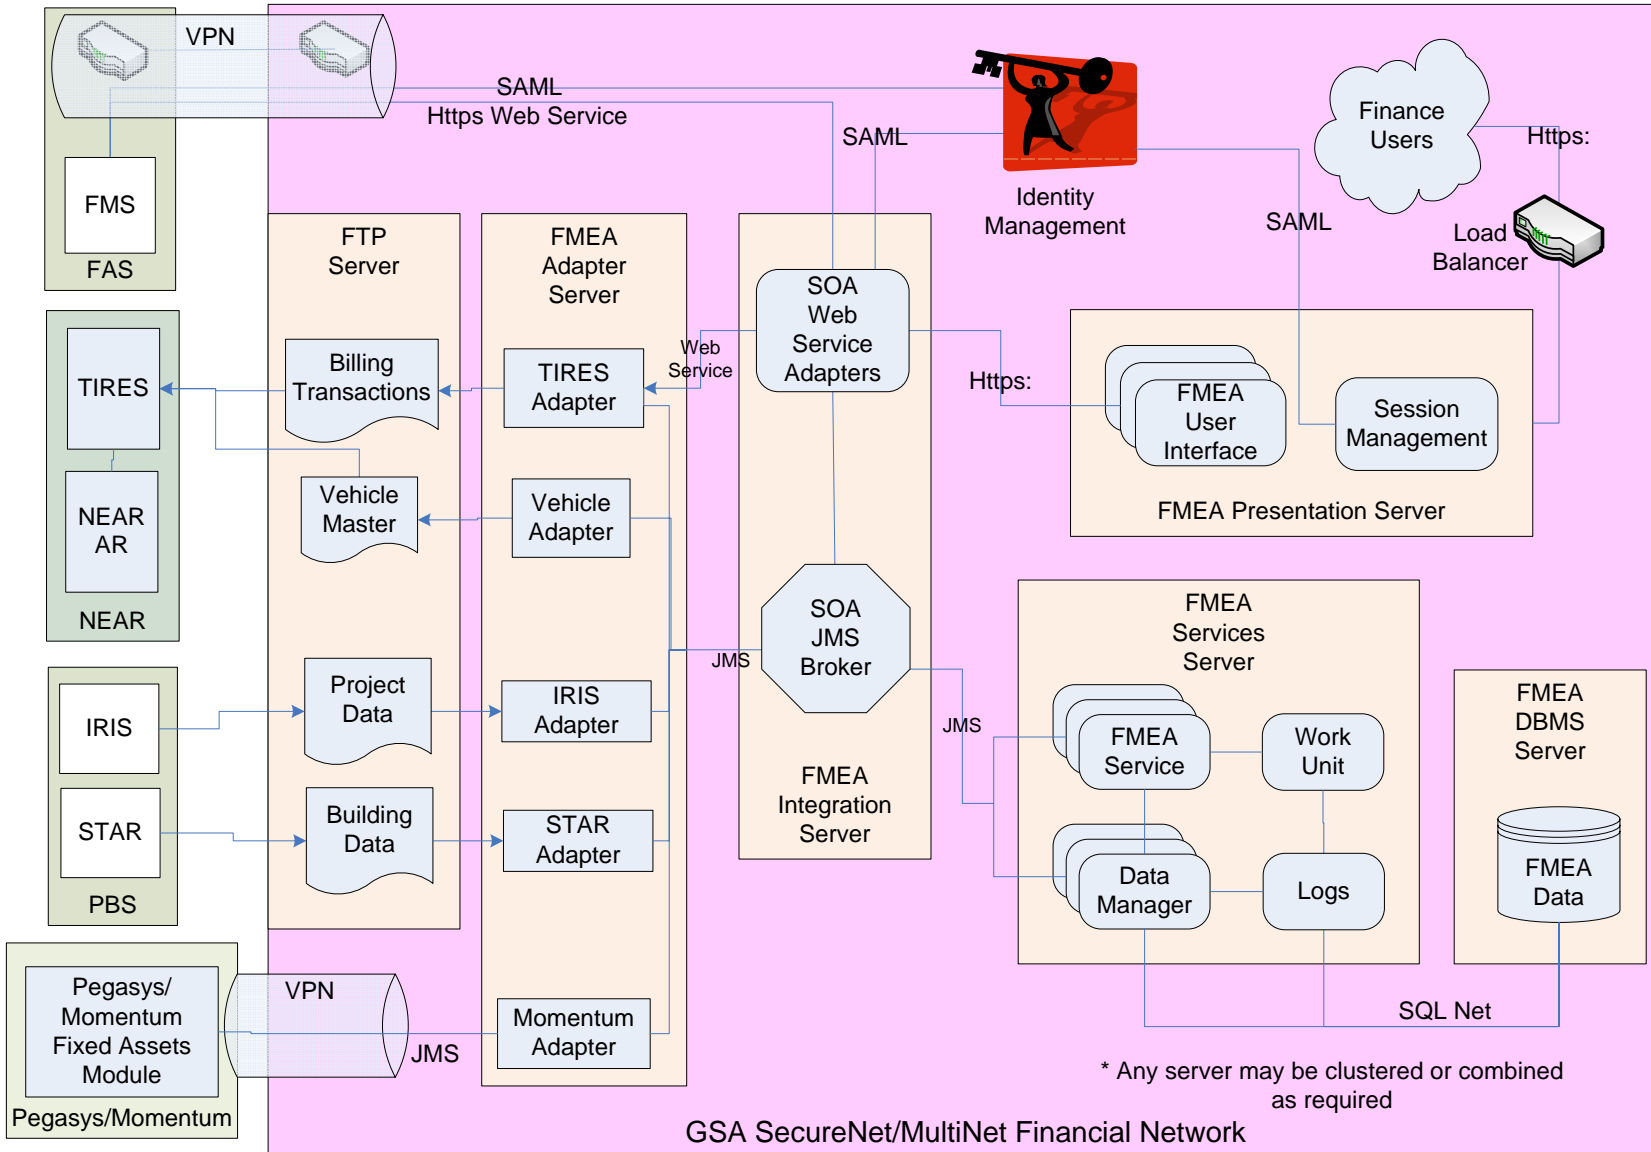 VPN
SAML
Https Web Service
SAML
Identity
Management
Finance
Users
Https:
SAML
Load
Balancer
FMS
FAS
FTP
Server
FMEA
Adapter
Server
SOA
Web
Service
Adapters
Web
Service
Https:
FMEA
User
Interface
Session
Management
FMEA Presentation Server
TIRES
Billing
Transactions
TIRES
Adapter
NEAR
AR
NEAR
Vehicle
Master
Vehicle
Adapter
SOA
JMS
Broker
JMS
JMS
FMEA
Integration
Server
FMEA
Services
Server
FMEA
Service
Work
Unit
Data
Manager
Logs
FMEA
DBMS
Server
FMEA
Data
IRIS
Project
Data
IRIS
Adapter
STAR
Building
Data
STAR
Adapter
PBS
Pegasys/
Momentum
Fixed Assets
Module
Pegasys/Momentum
VPN
JMS
Momentum
Adapter
SQL Net
* Any server may be clustered or combined
as required
GSA SecureNet/MultiNet Financial Network